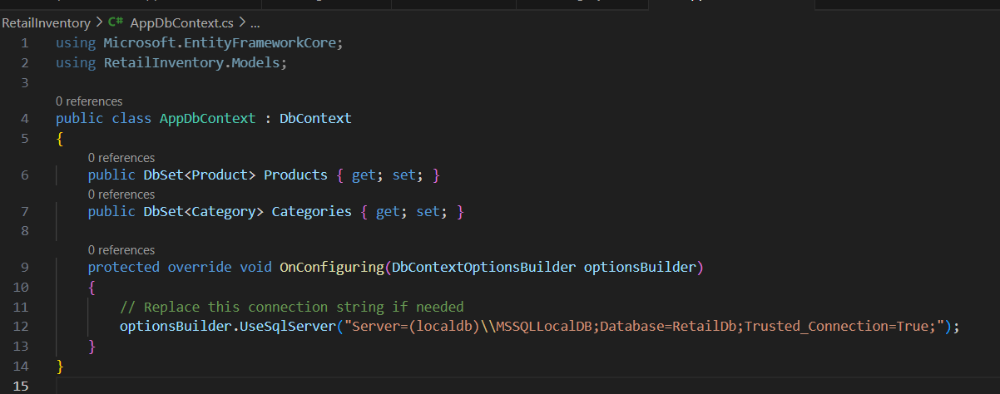 RetailInventory > C# AppDbContext.cs > ...
1 using Microsoft.EntityFrameworkCore;
2 using RetailInventory.Models;
3
0 references
4 public class AppDbContext : DbContext
5 {
0 references
6 public DbSet<Product> Products { get; set; }
0 references
7 public DbSet<Category> Categories { get; set; }
8
0 references
9 protected override void OnConfiguring(DbContextOptionsBuilder optionsBuilder)
10 {
11 // Replace this connection string if needed
12 optionsBuilder.UseSqlServer("Server=(localdb)\\MSSQLLocalDB;Database=RetailDb;Trusted_Connection=True;");
13 }
14 }
15